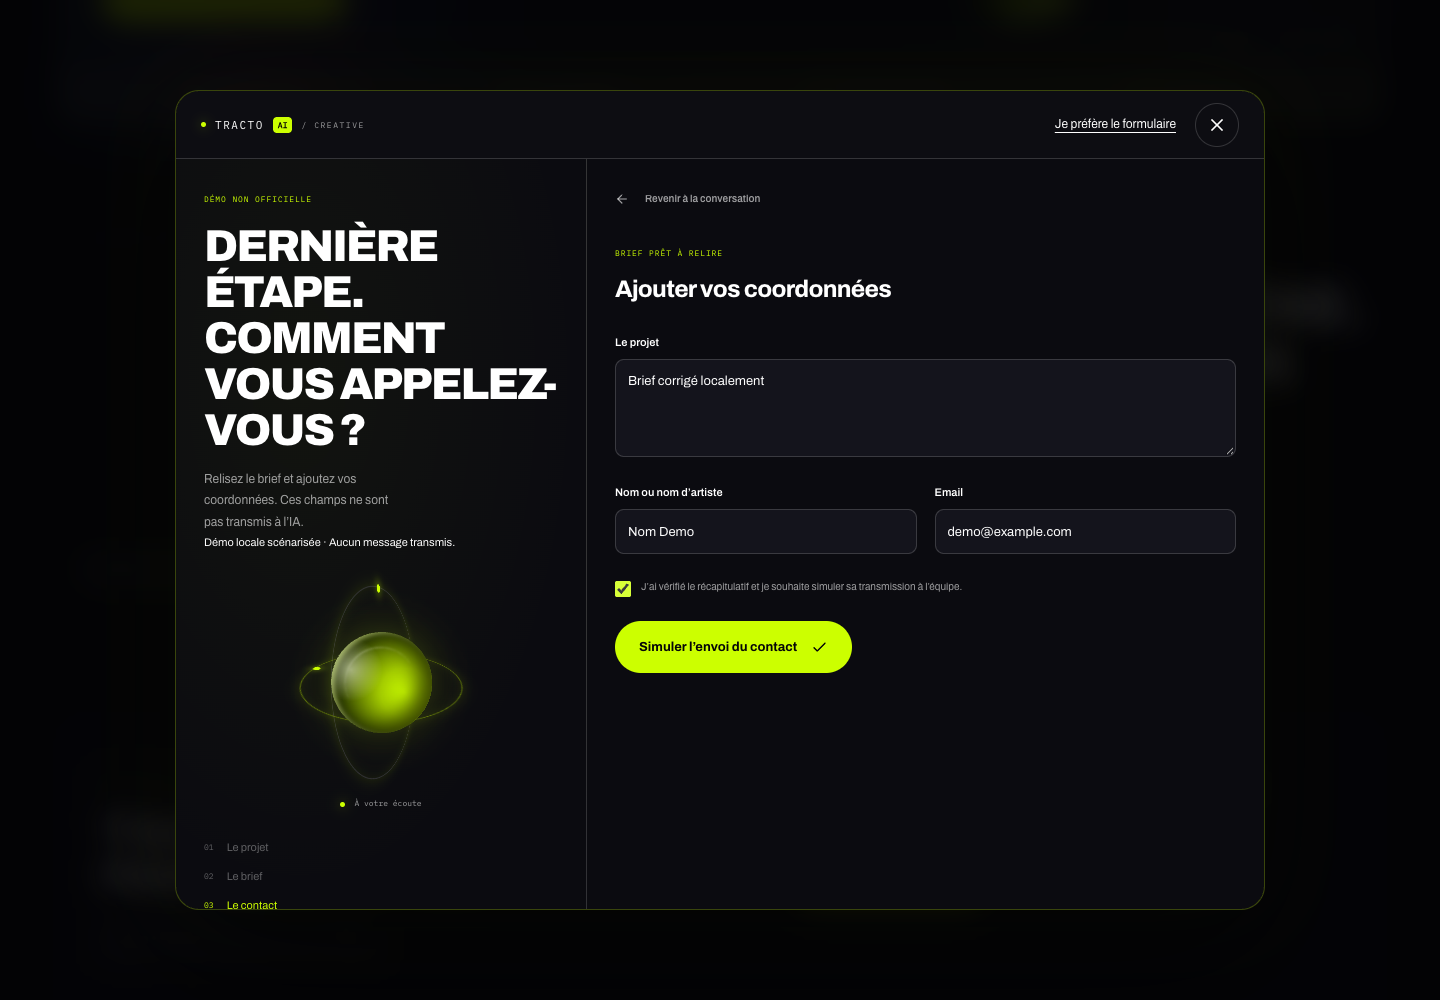 TRACTO AI / CREATIVE
Je préfère le formulaire
DÉMO NON OFFICIELLE
DERNIÈRE
ÉTAPE.
COMMENT
VOUS APPELEZ-
VOUS ?
Relisez le brief et ajoutez vos
coordonnées. Ces champs ne sont
pas transmis à l'IA.
Démo locale scénarisée · Aucun message transmis.
À votre écoute
01 Le projet
02 Le brief
03 Le contact
Revenir à la conversation
BRIEF PRÊT À RELIRE
Ajouter vos coordonnées
Le projet
Brief corrigé localement
Nom ou nom d’artiste
Email
Nom Demo
demo@example.com
J’ai vérifié le récapitulatif et je souhaite simuler sa transmission à l’équipe.
Simuler l’envoi du contact